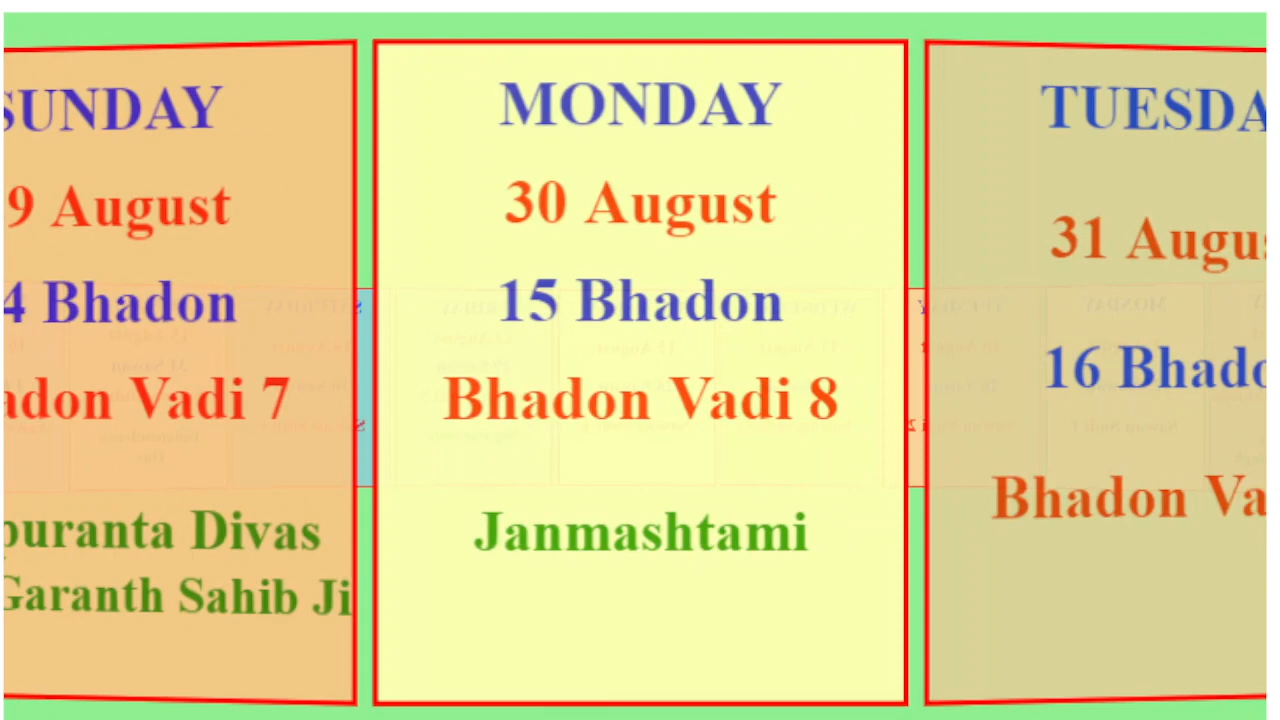 SUNDAY
9 August
4 Bhadon
adon Vadi 7
puranta Divas
Garanth Sahib Ji
MONDAY
30 August
15 Bhadon
Bhadon Vadi 8
Janmashtami
TUESDA
31 Augus
16 Bhado
Bhadon Va